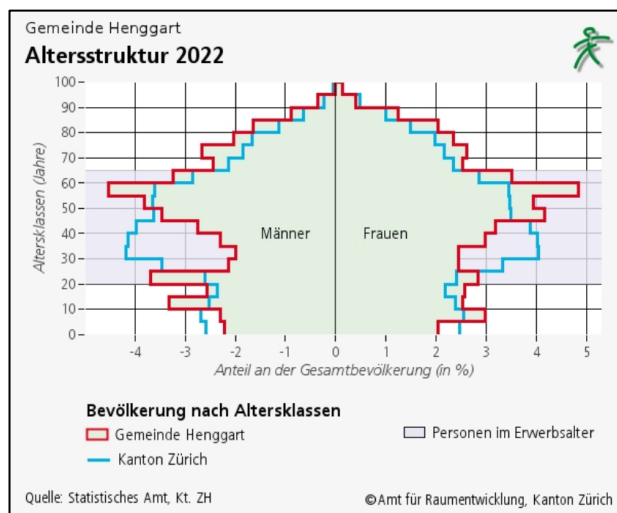 Gemeinde Henggart
Altersstruktur 2022
Altersklassen (Jahre)
100
90
80
70
60
50
40
30
20
10
0
Männer Frauen
-4 -3 -2 -1 0 1 2 3 4 5
Anteil an der Gesamtbevölkerung (in %)
Bevölkerung nach Altersklassen
Gemeinde Henggart Personen im Erwerbsalter
Kanton Zürich
Quelle: Statistisches Amt, Kt. ZH ©Amt für Raumentwicklung, Kanton Zürich